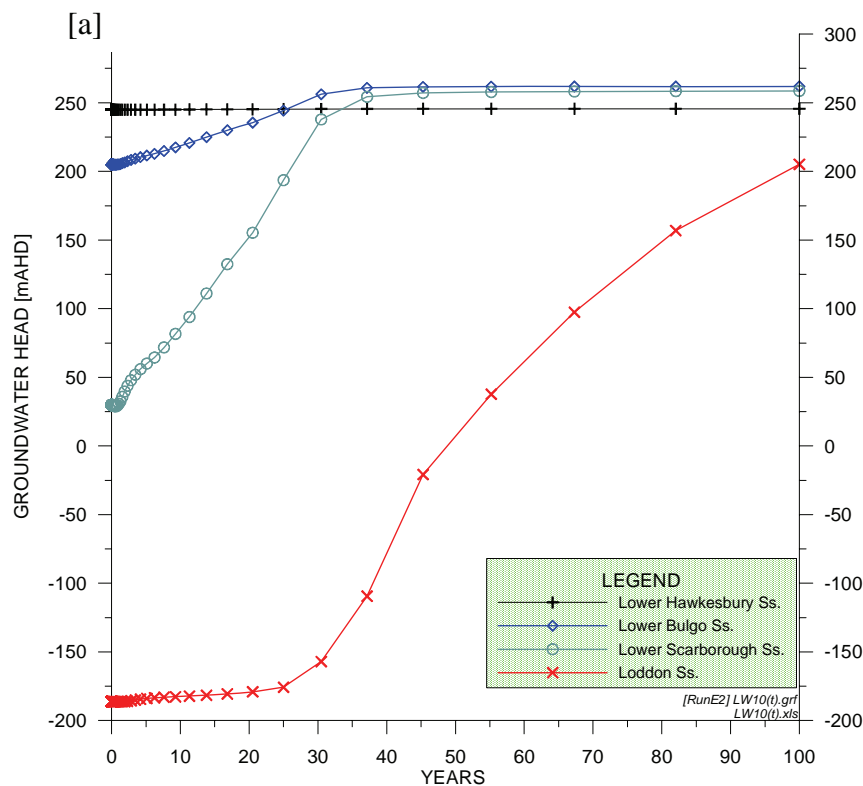 [a]
300
250
250
200
200
150
150
100
100
50
50
0
0
-50
-50
-100
-100
-150
-150
-200
-200
GROUNDWATER HEAD [mAHD]
LEGEND
Lower Hawkesbury Ss.
Lower Bulgo Ss.
Lower Scarborough Ss.
Loddon Ss.
[RunE2] LW10(t).grf
LW10(t).xls
0 10 20 30 40 50 60 70 80 90 100
YEARS